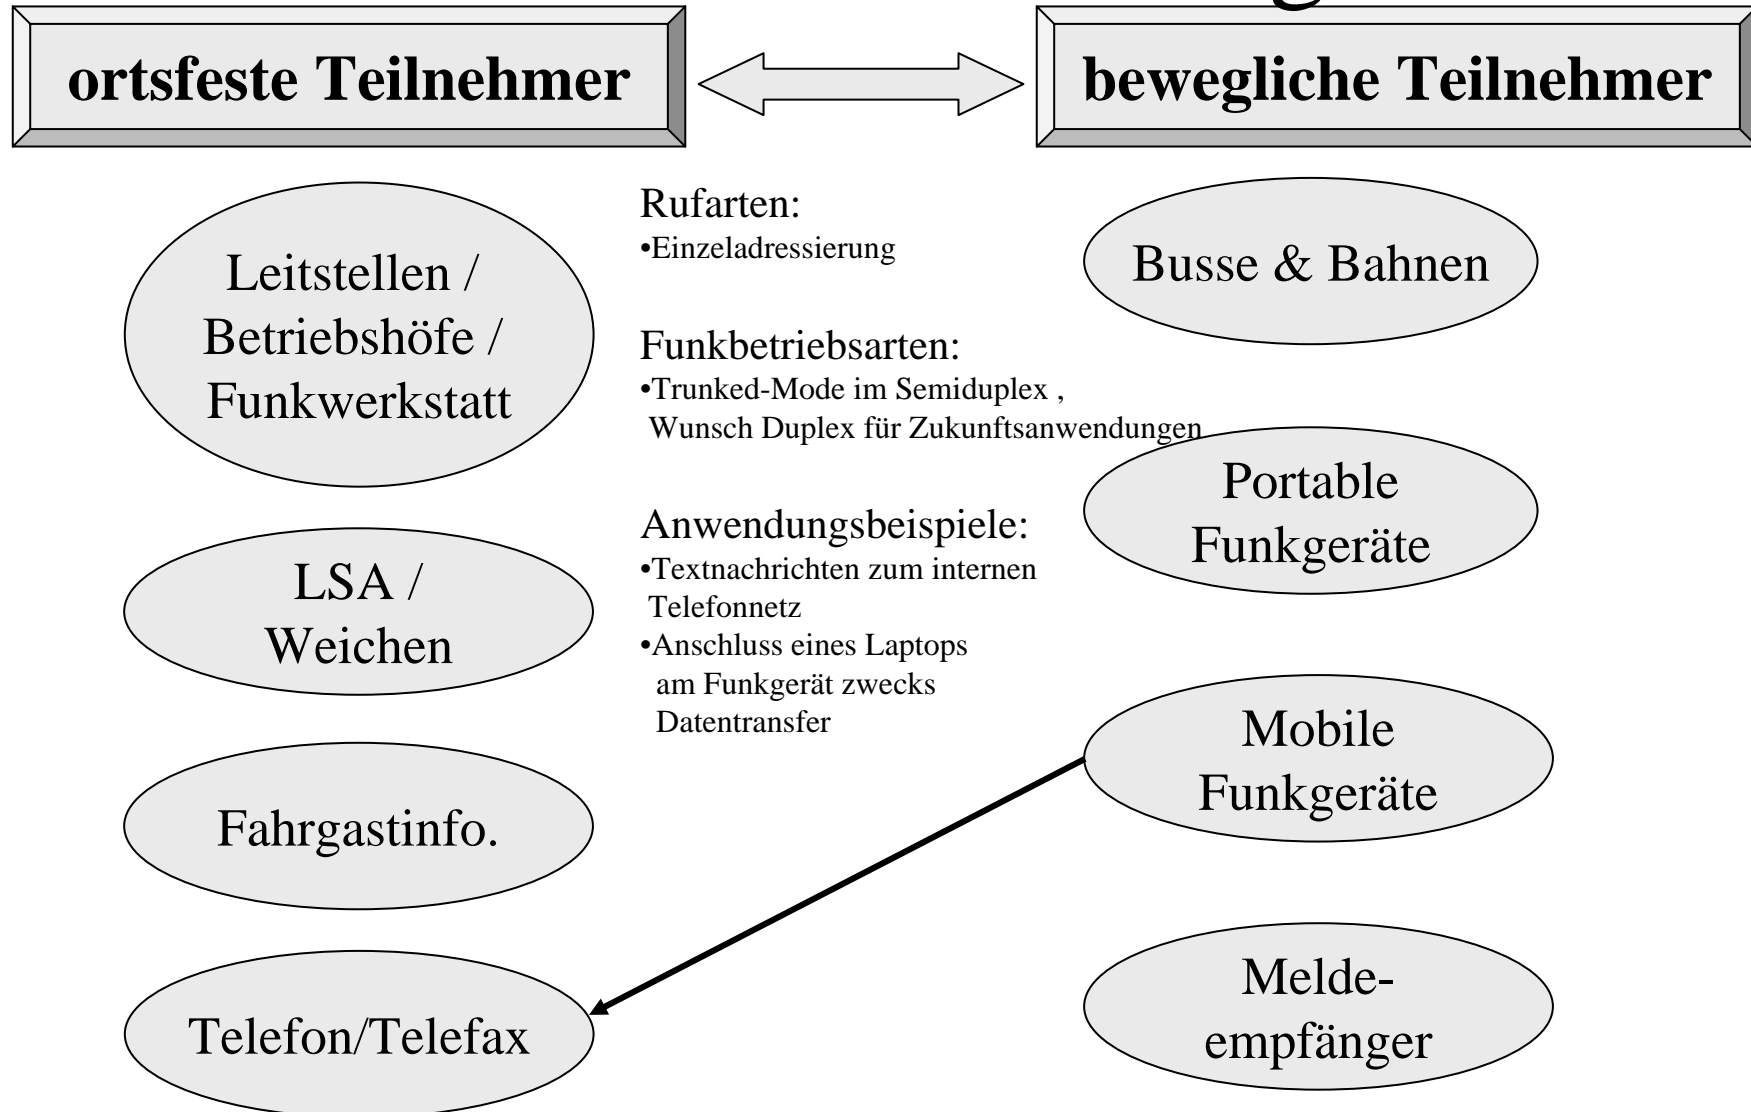 ortsfeste Teilnehmer
bewegliche Teilnehmer
Leitstellen /
Betriebshöfe /
Funkwerkstatt
LSA /
Weichen
Fahrgastinfo.
Telefon/Telefax
Rufarten:
•Einzeladressierung
Funkbetriebsarten:
•Trunked-Mode im Semiduplex ,
Wunsch Duplex für Zukunftsanwendungen
Anwendungsbeispiele:
•Textnachrichten zum internen
Telefonnetz
•Anschluss eines Laptops
am Funkgerät zwecks
Datentransfer
Busse & Bahnen
Portable
Funkgeräte
Mobile
Funkgeräte
Melde-
empfänger